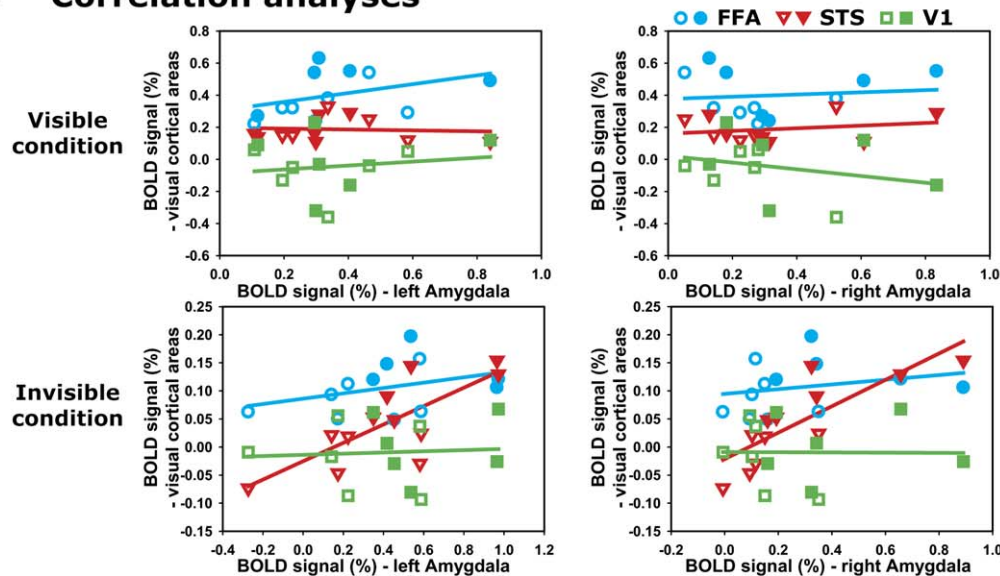 Correlation analyses
FFA STS V1
Visible
condition
BOLD signal (%)
- visual cortical areas
0.8
0.6
0.4
0.2
0.0
-0.2
-0.4
-0.6
0.0 0.2 0.4 0.6 0.8 1.0
BOLD signal (%) - left Amygdala
BOLD signal (%)
- visual cortical areas
0.8
0.6
0.4
0.2
0.0
-0.2
-0.4
-0.6
0.0 0.2 0.4 0.6 0.8 1.0
BOLD signal (%) - right Amygdala
Invisible
condition
BOLD signal (%)
- visual cortical areas
0.25
0.20
0.15
0.10
0.05
0.00
-0.05
-0.10
-0.15
-0.4 -0.2 0.0 0.2 0.4 0.6 0.8 1.0 1.2
BOLD signal (%) - left Amygdala
BOLD signal (%)
- visual cortical areas
0.25
0.20
0.15
0.10
0.05
0.00
-0.05
-0.10
-0.15
-0.2 0.0 0.2 0.4 0.6 0.8 1.0
BOLD signal (%) - right Amygdala